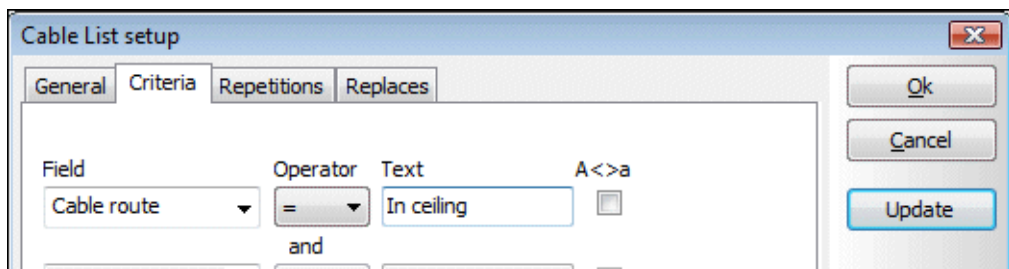 Cable List setup
General Criteria Repetitions Replaces
Ok
Cancel
Field Operator Text A<>a
Cable route = In ceiling
Update
and